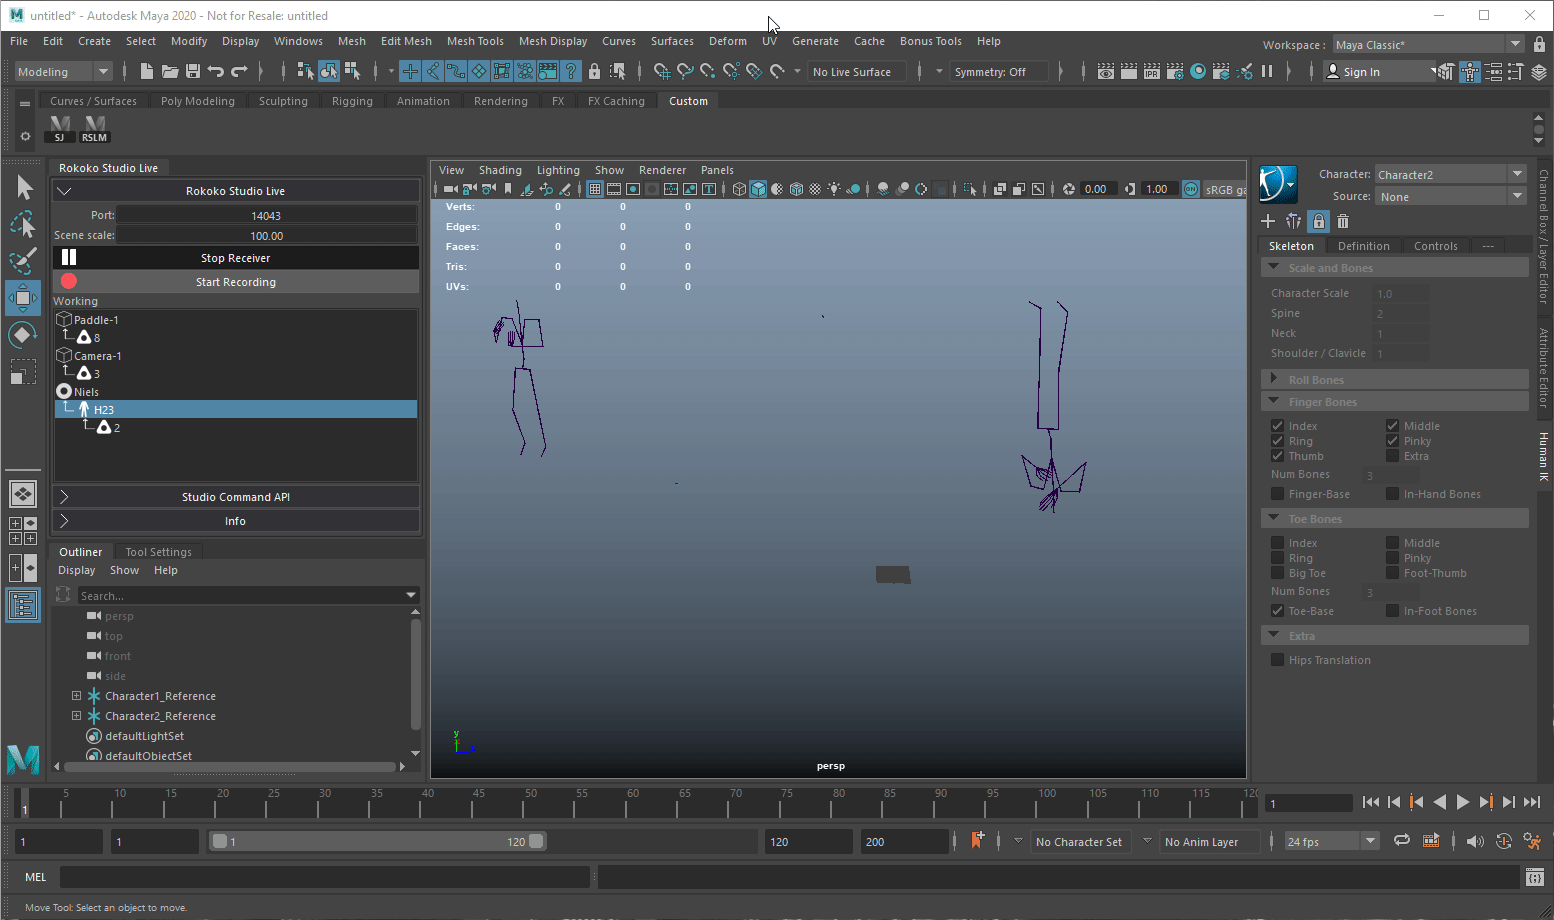 untitled* - Autodesk Maya 2020 - Not for Resale: untitled
File Edit Create Select Modify Display Windows Mesh Edit Mesh Mesh Tools Mesh Display Curves Surfaces Deform UV Generate Cache Bonus Tools Help
Workspace : Maya Classic*
Modeling No Live Surface Symmetry: Off IPR Sign In
Curves / Surfaces Poly Modeling Sculpting Rigging Animation Rendering FX FX Caching Custom
SJ RSLM
Rokoko Studio Live
Rokoko Studio Live
Port: 14043
Scene scale: 100.00
Stop Receiver
Start Recording
Working
Paddle-1
8
Camera-1
3
Niels
H23
2
Studio Command API
Info
Outliner Tool Settings
Display Show Help
Search...
persp
top
front
side
Character1_Reference
Character2_Reference
defaultLightSet
defaultObjectSet
View Shading Lighting Show Renderer Panels
0.00 1.00 ON sRGB ga
Verts: 0 0 0
Edges: 0 0 0
Faces: 0 0 0
Tris: 0 0 0
UVs: 0 0 0
y
persp
Character: Character2
Source: None
Skeleton Definition Controls ---
Scale and Bones
Character Scale 1.0
Spine 2
Neck 1
Shoulder / Clavicle 1
Roll Bones
Finger Bones
Index Middle
Ring Pinky
Thumb Extra
Num Bones 3
Finger-Base In-Hand Bones
Toe Bones
Index Middle
Ring Pinky
Big Toe Foot-Thumb
Num Bones 3
Toe-Base In-Foot Bones
Extra
Hips Translation
Channel Box / Layer Editor
Attribute Editor
Human IK
1 5 10 15 20 25 30 35 40 45 50 55 60 65 70 75 80 85 90 95 100 105 110 115 120 1
1 1 1 120 120 200 No Character Set No Anim Layer 24 fps
MEL
Move Tool: Select an object to move.